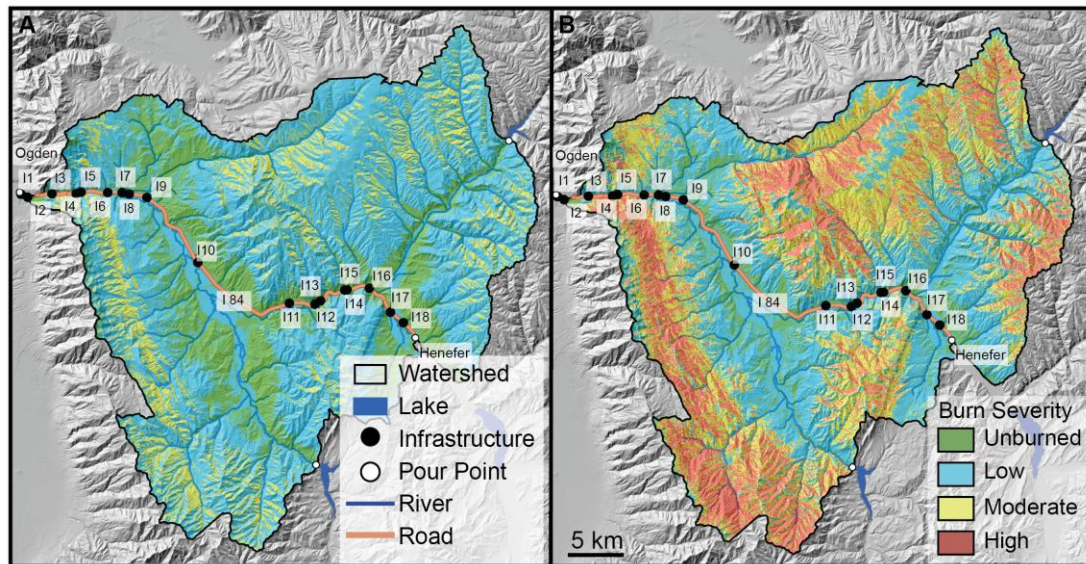 A
Ogden
I1
I3
I5
I7
I9
I2
I4
I6
I8
I10
I 84
I13
I15
I16
I11
I12
I14
I17
I18
Henefer
Watershed
Lake
Infrastructure
Pour Point
River
Road
B
Ogden
I1
I3
I5
I7
I9
I2
I4
I6
I8
I10
I 84
I13
I15
I16
I11
I12
I14
I17
I18
Henefer
Burn Severity
Unburned
Low
Moderate
High
5 km